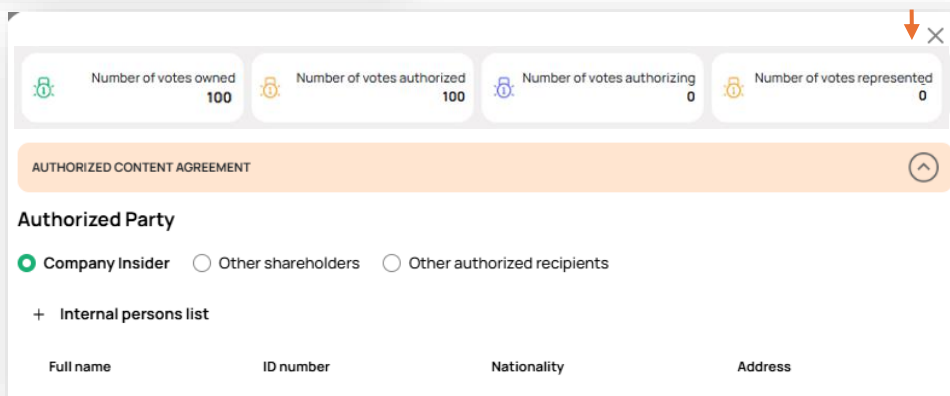 Number of votes owned
100
Number of votes authorized
100
Number of votes authorizing
0
Number of votes represented
0
AUTHORIZED CONTENT AGREEMENT
Authorized Party
Company Insider Other shareholders Other authorized recipients
+ Internal persons list
Full name ID number Nationality Address